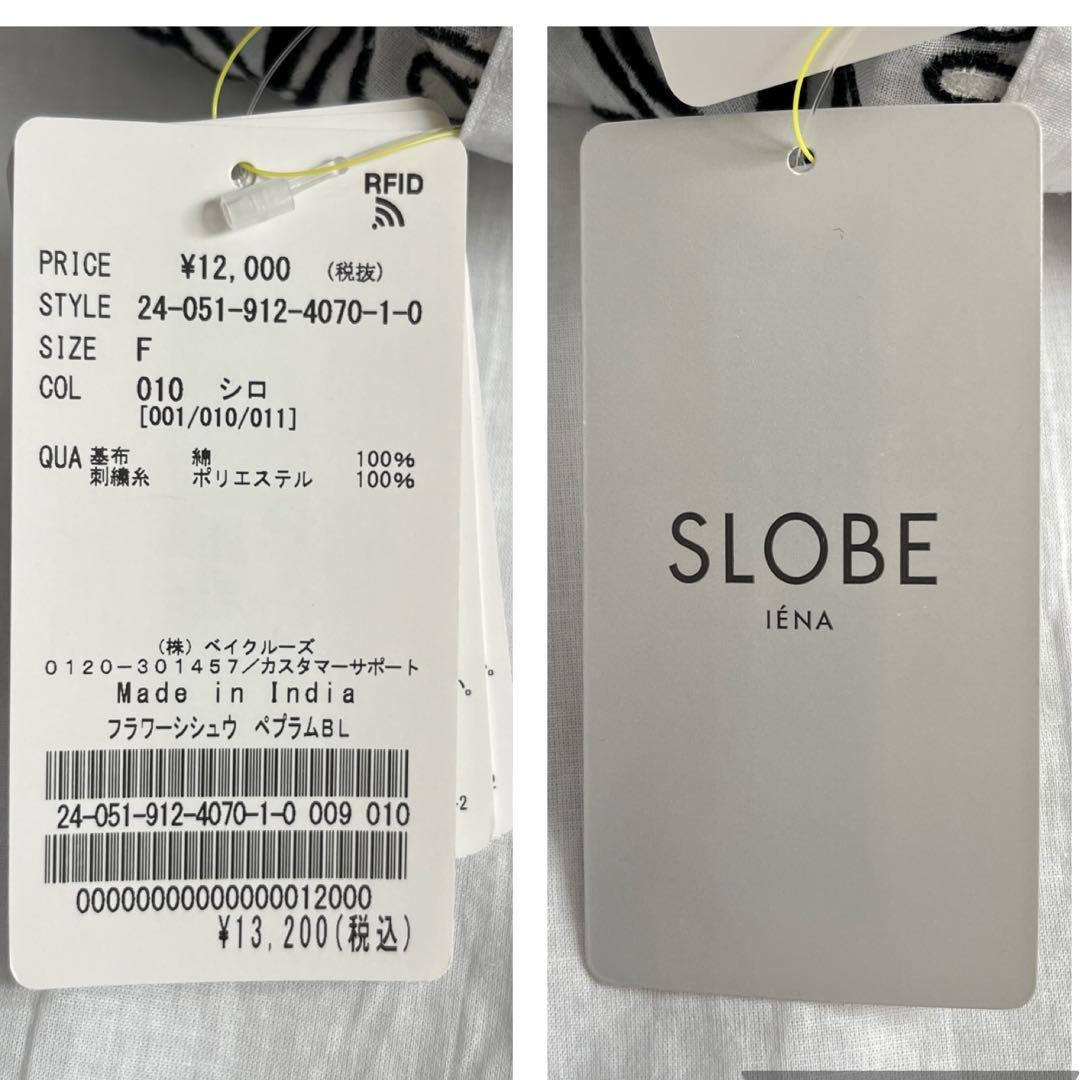 RFID
PRICE ¥12,000 (税抜)
STYLE 24-051-912-4070-1-0
SIZE F
COL 010 シロ
[001/010/011]
QUA 基布 綿 100%
刺繍糸 ポリエステル 100%
(株)ベイクルーズ
0120-301457/カスタマーサポート
Made in India
フラワーシシュウ ペプラムBL
24-051-912-4070-1-0 009 010
00000000000000012000
¥13,200(税込)
SLOBE
IÉNA